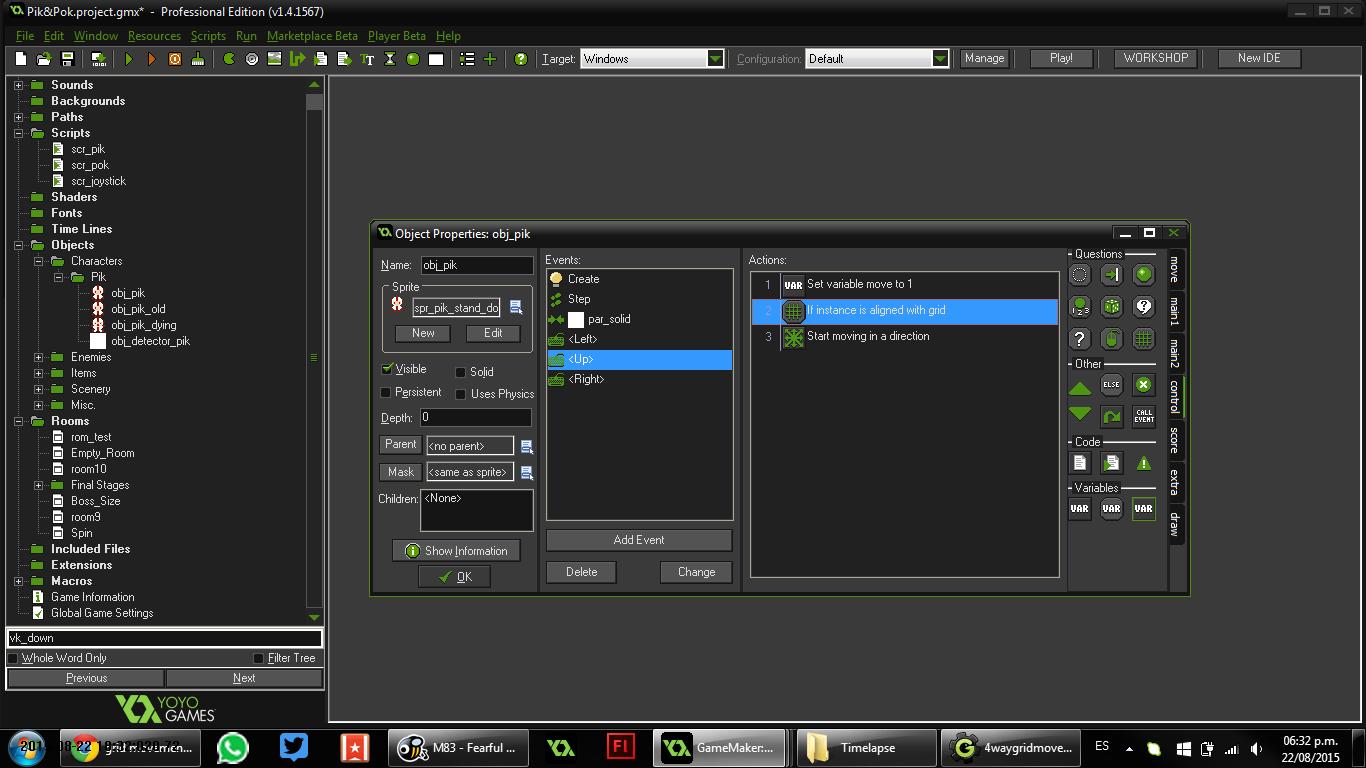 Pik&Pok.project.gmx* - Professional Edition (v1.4.1567)
File Edit Window Resources Scripts Run Marketplace Beta Player Beta Help
Target: Windows Configuration: Default Manage Play! WORKSHOP New IDE
Sounds
Backgrounds
Paths
Scripts
scr_pik
scr_pok
scr_joystick
Shaders
Fonts
Time Lines
Objects
Characters
Pik
obj_pik
obj_pik_old
obj_pik_dying
obj_detector_pik
Enemies
Items
Scenery
Misc.
Rooms
rom_test
Empty_Room
room10
Final Stages
Boss_Size
room9
Spin
Included Files
Extensions
Macros
Game Information
Global Game Settings
vk_down
Whole Word Only Filter Tree
Previous Next
YOYO
GAMES
Object Properties: obj_pik
Name: obj_pik
Sprite
spr_pik_stand_do
New Edit
Visible Solid
Persistent Uses Physics
Depth: 0
Parent <no parent>
Mask <same as sprite>
Children: <None>
Show Information
OK
Events:
Create
Step
par_solid
<Left>
<Up>
<Right>
Add Event
Delete Change
Actions:
1 VAR Set variable move to 1
2 If instance is aligned with grid
3 Start moving in a direction
Questions
Other
ELSE
CALL EVENT
Code
Variables
VAR VAR VAR
move
main1
main2
control
score
extra
draw
grid movemen...
M83 - Fearful ...
Fl
GameMaker:...
Timelapse
4waygridmove...
ES
06:32 p.m.
22/08/2015